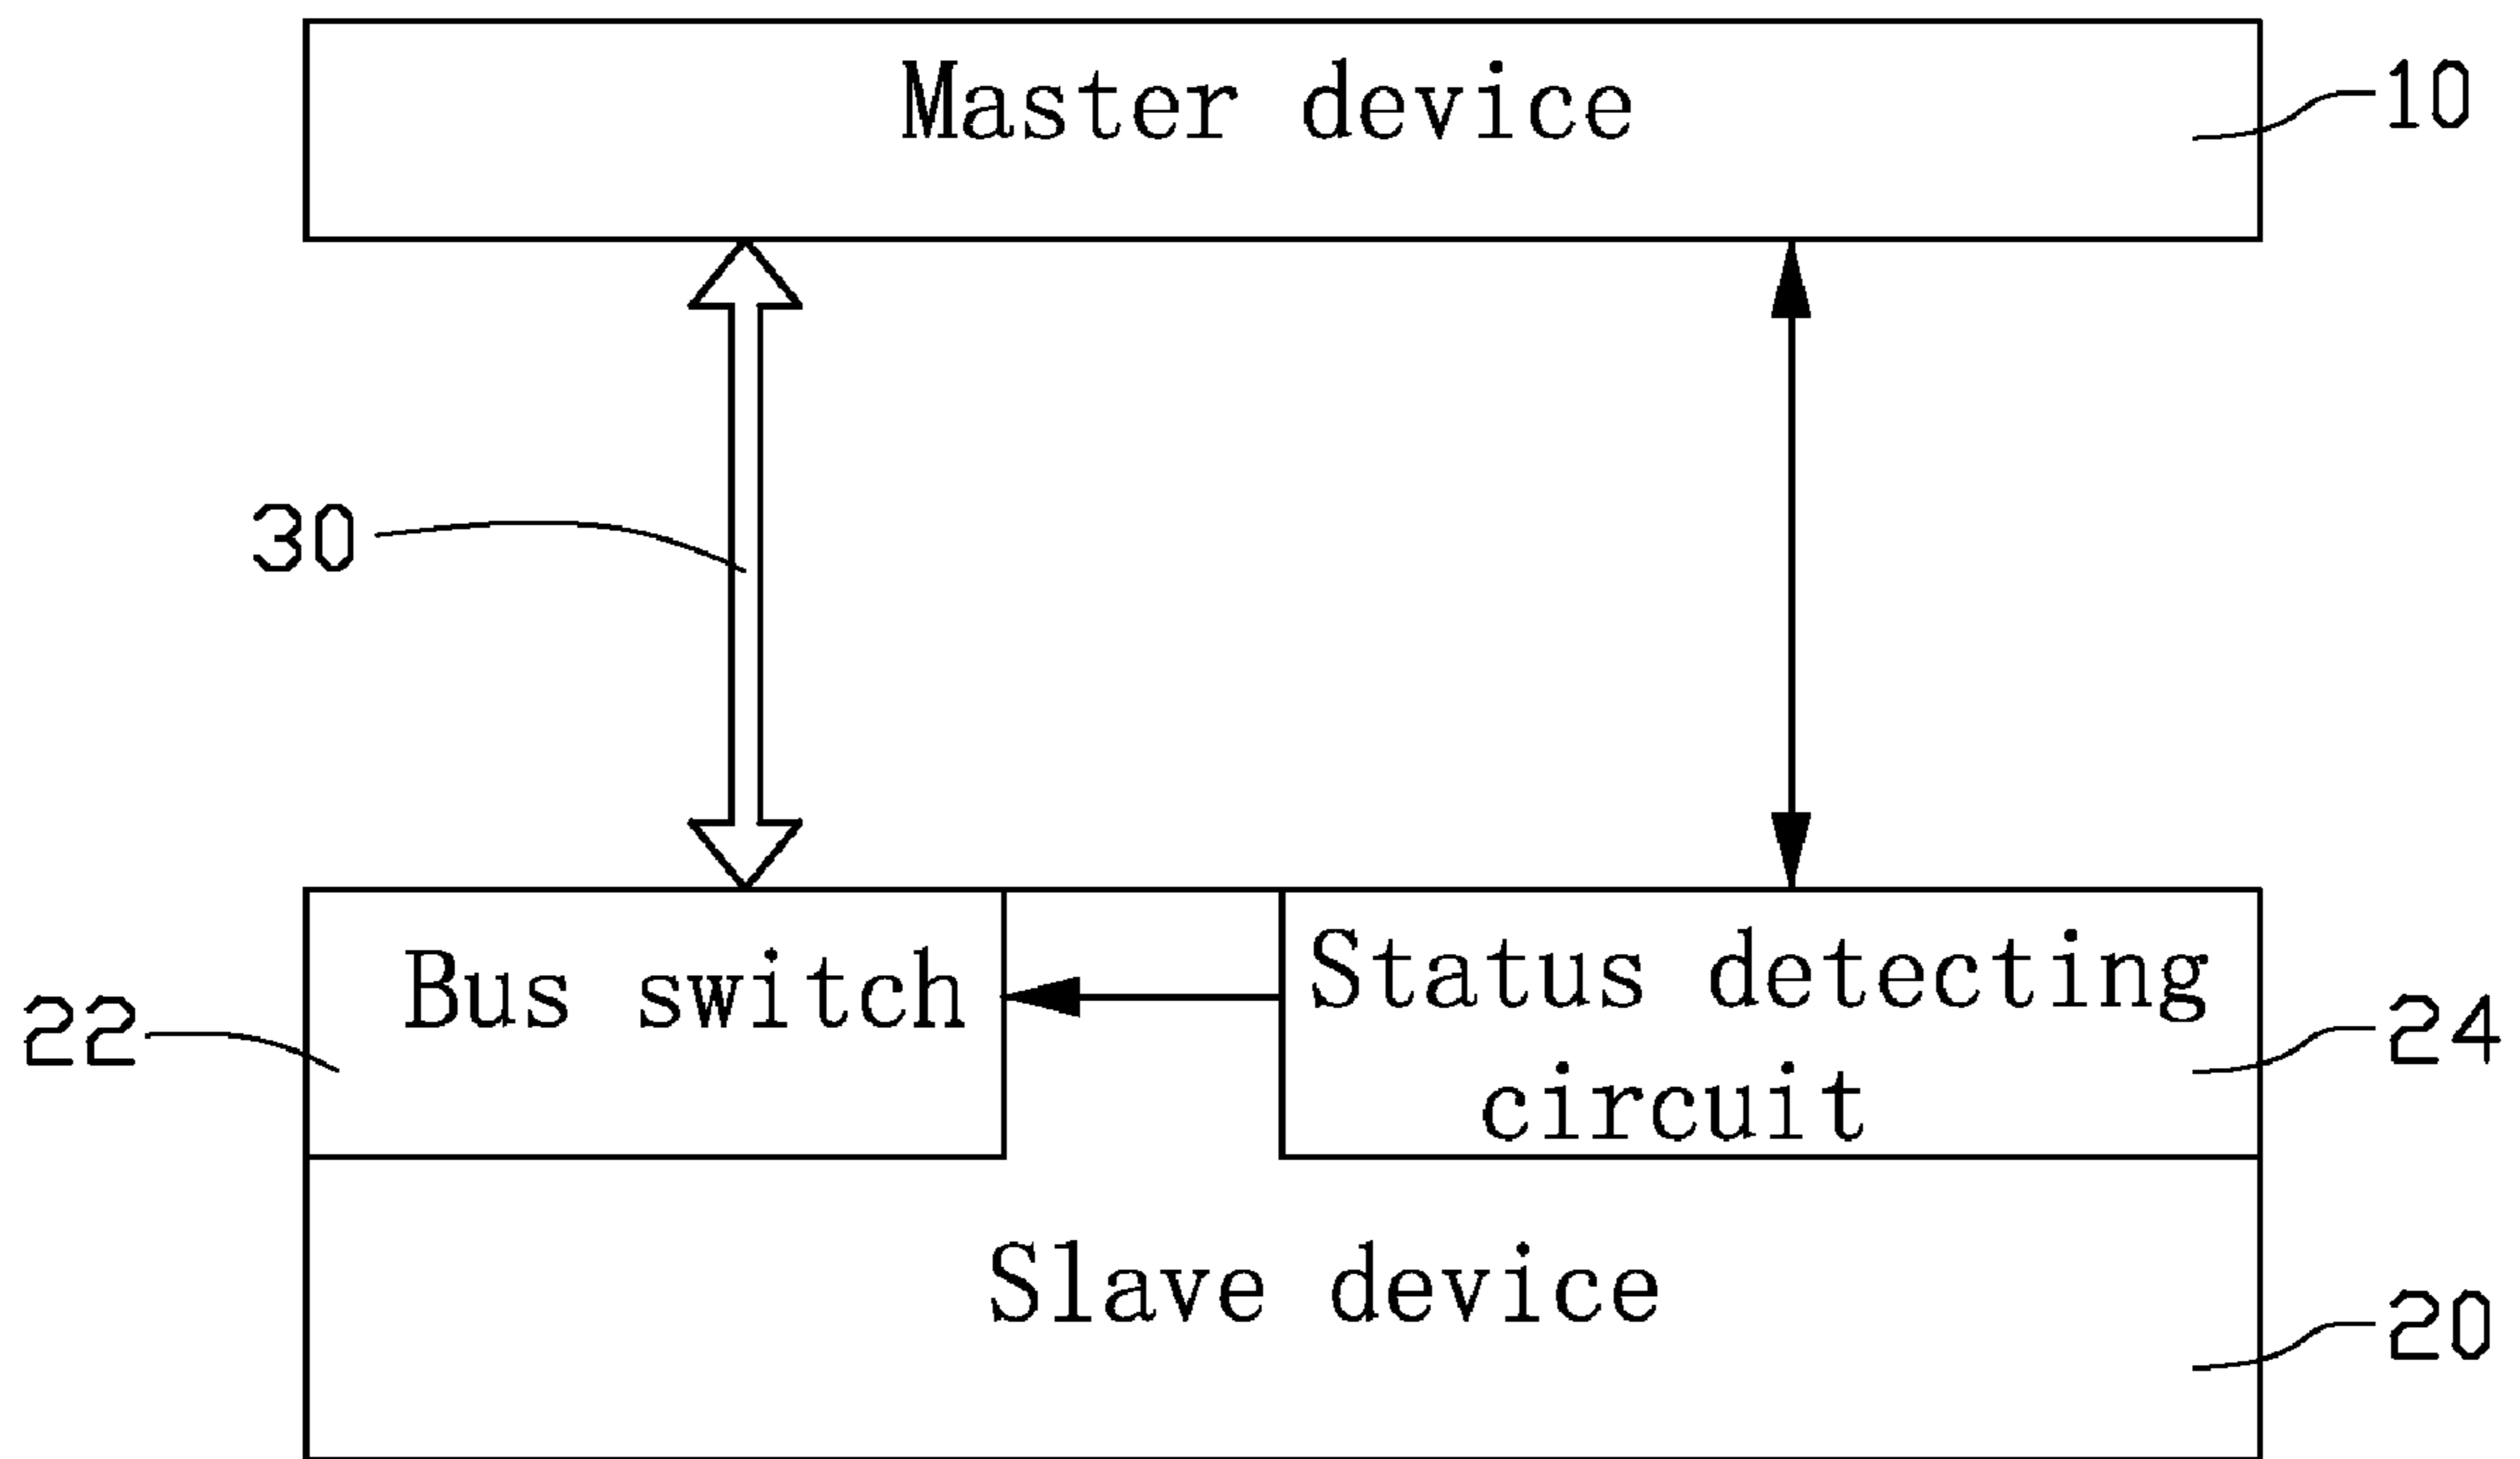 Master device
10
30
Bus switch
Status detecting
circuit
22
24
Slave device
20